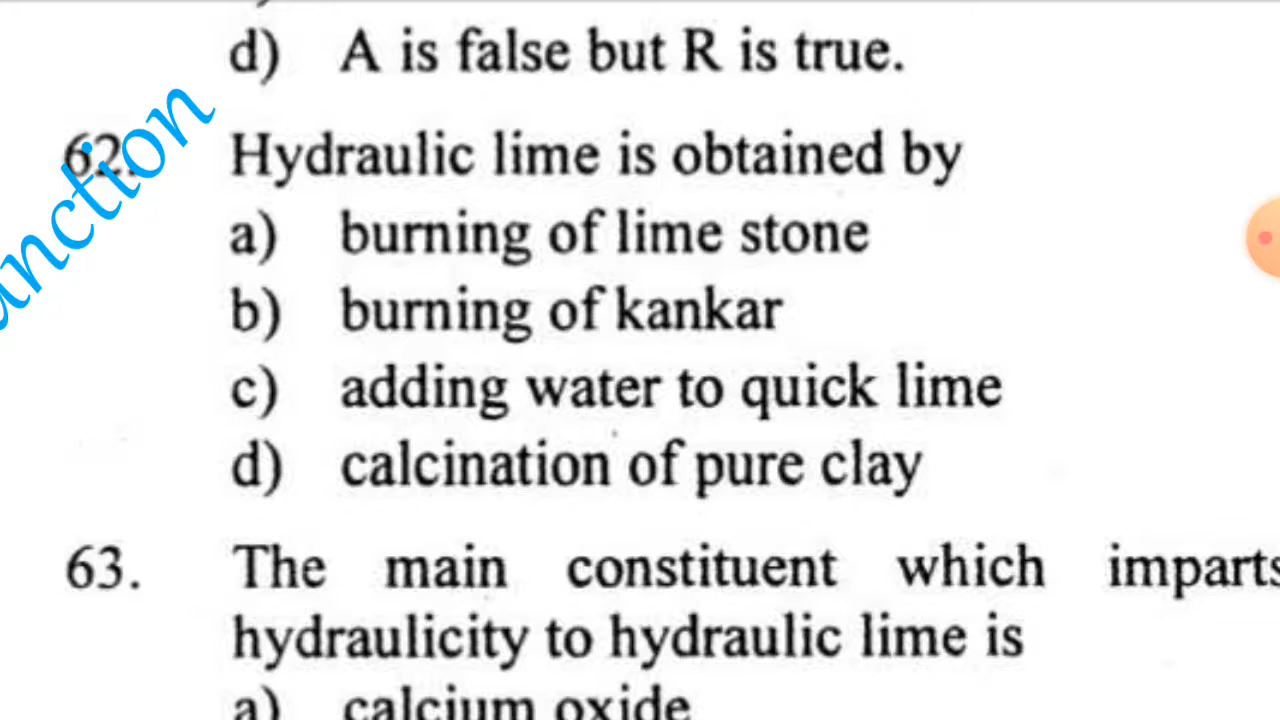 d) A is false but R is true.
62. Hydraulic lime is obtained by
a) burning of lime stone
b) burning of kankar
c) adding water to quick lime
d) calcination of pure clay
63. The main constituent which imparts
hydraulicity to hydraulic lime is
a) calcium oxide